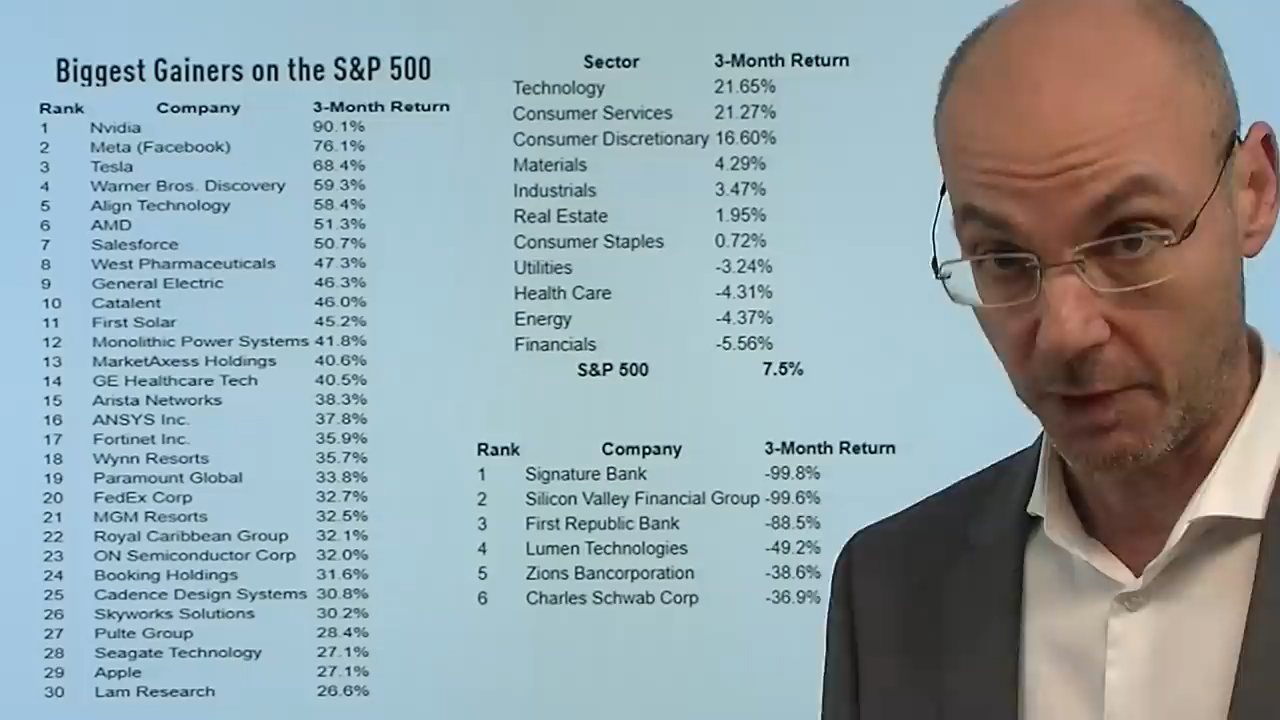 Biggest Gainers on the S&P 500
Rank Company 3-Month Return
1 Nvidia 90.1%
2 Meta (Facebook) 76.1%
3 Tesla 68.4%
4 Warner Bros. Discovery 59.3%
5 Align Technology 58.4%
6 AMD 51.3%
7 Salesforce 50.7%
8 West Pharmaceuticals 47.3%
9 General Electric 46.3%
10 Catalent 46.0%
11 First Solar 45.2%
12 Monolithic Power Systems 41.8%
13 MarketAxess Holdings 40.6%
14 GE Healthcare Tech 40.5%
15 Arista Networks 38.3%
16 ANSYS Inc. 37.8%
17 Fortinet Inc. 35.9%
18 Wynn Resorts 35.7%
19 Paramount Global 33.8%
20 FedEx Corp 32.7%
21 MGM Resorts 32.5%
22 Royal Caribbean Group 32.1%
23 ON Semiconductor Corp 32.0%
24 Booking Holdings 31.6%
25 Cadence Design Systems 30.8%
26 Skyworks Solutions 30.2%
27 Pulte Group 28.4%
28 Seagate Technology 27.1%
29 Apple 27.1%
30 Lam Research 26.6%
Sector 3-Month Return
Technology 21.65%
Consumer Services 21.27%
Consumer Discretionary 16.60%
Materials 4.29%
Industrials 3.47%
Real Estate 1.95%
Consumer Staples 0.72%
Utilities -3.24%
Health Care -4.31%
Energy -4.37%
Financials -5.56%
S&P 500 7.5%
Rank Company 3-Month Return
1 Signature Bank -99.8%
2 Silicon Valley Financial Group -99.6%
3 First Republic Bank -88.5%
4 Lumen Technologies -49.2%
5 Zions Bancorporation -38.6%
6 Charles Schwab Corp -36.9%